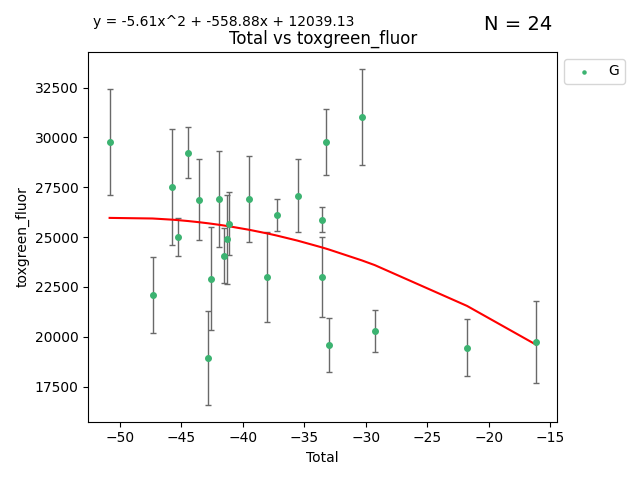 y = -5.61x^2 + -558.88x + 12039.13
N = 24
Total vs toxgreen_fluor
G
32500
30000
27500
25000
22500
20000
17500
toxgreen_fluor
−50
−45
−40
−35
−30
−25
−20
−15
Total